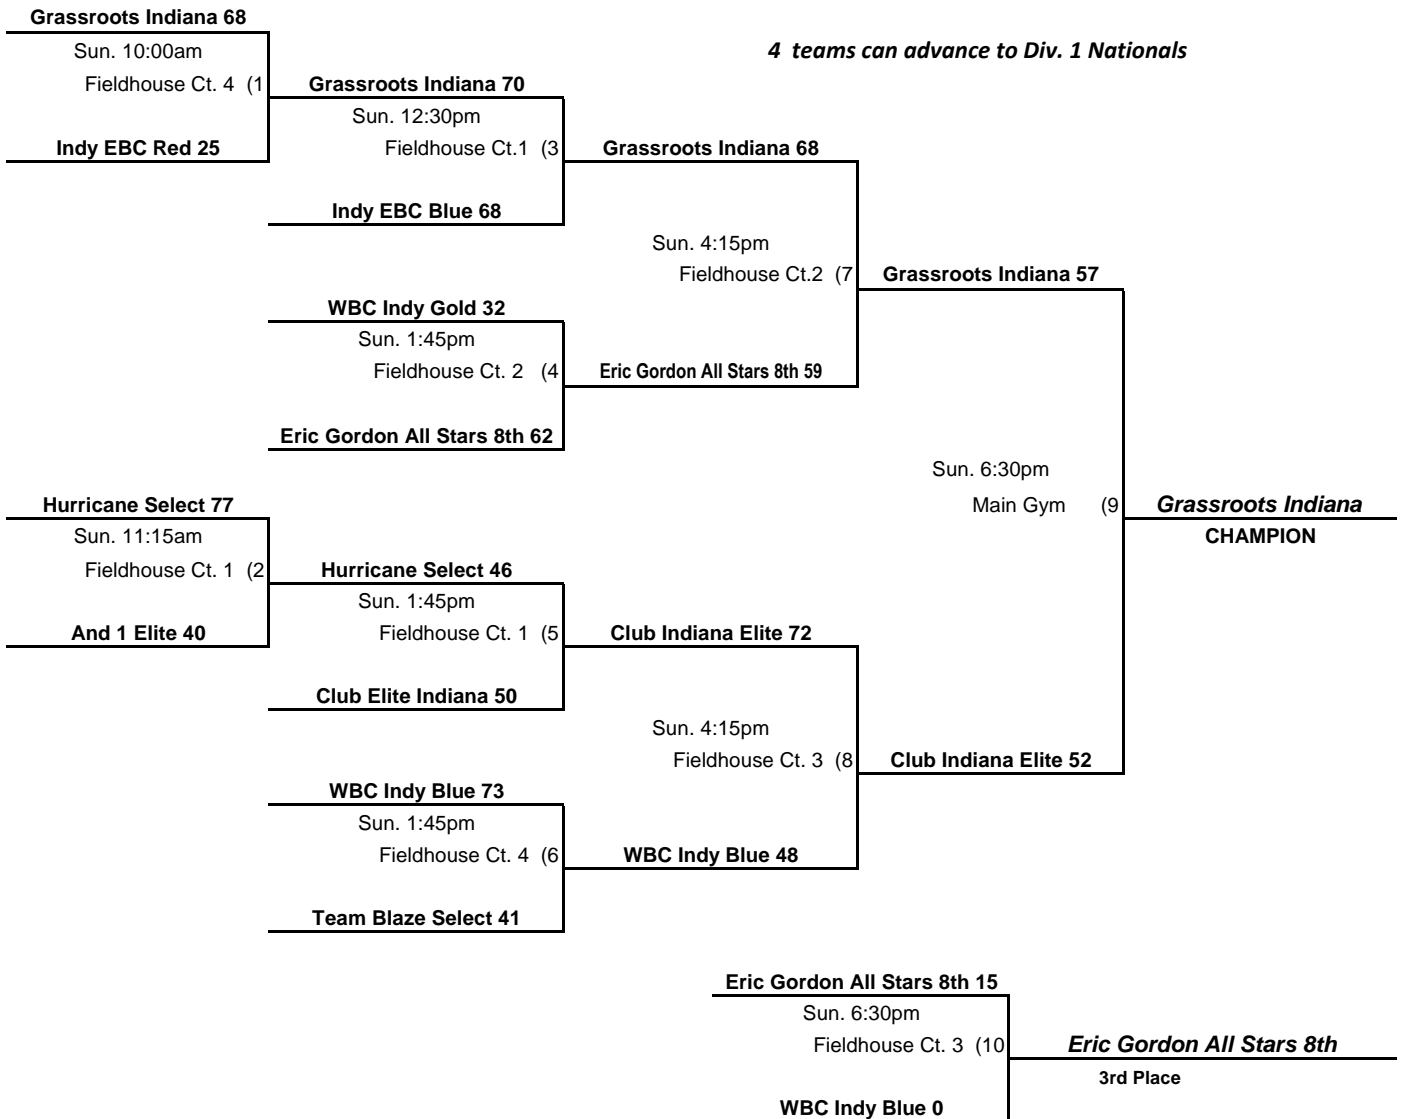 Grassroots Indiana 68
Sun. 10:00am
4 teams can advance to Div. 1 Nationals
Fieldhouse Ct. 4 (1
Grassroots Indiana 70
Sun. 12:30pm
Indy EBC Red 25
Fieldhouse Ct.1 (3
Grassroots Indiana 68
Indy EBC Blue 68
Sun. 4:15pm
Fieldhouse Ct.2 (7
Grassroots Indiana 57
WBC Indy Gold 32
Sun. 1:45pm
Fieldhouse Ct. 2 (4
Eric Gordon All Stars 8th 59
Eric Gordon All Stars 8th 62
Sun. 6:30pm
Hurricane Select 77
Main Gym (9
Grassroots Indiana
Sun. 11:15am
CHAMPION
Fieldhouse Ct. 1 (2
Hurricane Select 46
Sun. 1:45pm
And 1 Elite 40
Fieldhouse Ct. 1 (5
Club Indiana Elite 72
Club Elite Indiana 50
Sun. 4:15pm
Fieldhouse Ct. 3 (8
Club Indiana Elite 52
WBC Indy Blue 73
Sun. 1:45pm
Fieldhouse Ct. 4 (6
WBC Indy Blue 48
Team Blaze Select 41
Eric Gordon All Stars 8th 15
Sun. 6:30pm
Fieldhouse Ct. 3 (10
Eric Gordon All Stars 8th
3rd Place
WBC Indy Blue 0